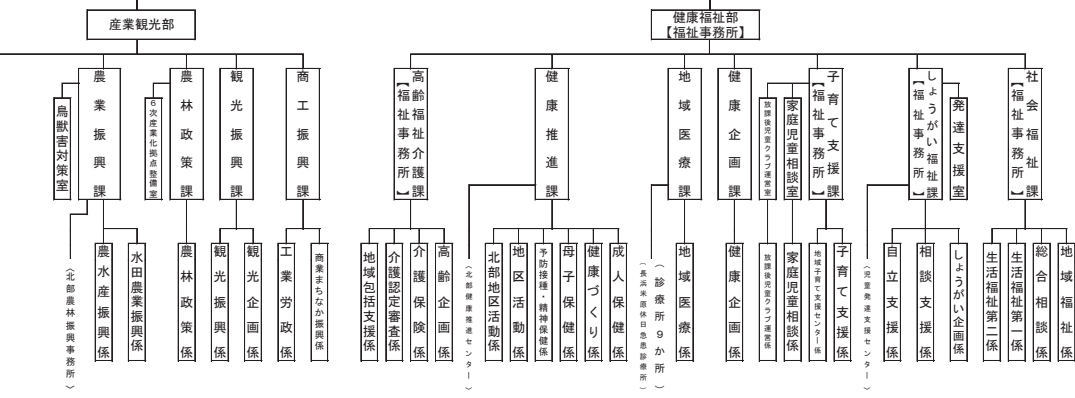 産業観光部
健康福祉部
【福祉事務所】
社会福祉課
【福祉事務所】
発達支援室
しょうがい福祉課
【福祉事務所】
子育て支援課
【福祉事務所】
家庭児童相談室
放課後児童クラブ運営室
健康企画課
地域医療課
健康推進課
高齢福祉介護課
【福祉事務所】
商工振興課
観光振興課
農林政策課
6次産業化拠点整備室
農業振興課
鳥獣害対策室
地域福祉係
総合相談係
生活福祉第一係
生活福祉第二係
しょうがい企画係
相談支援係
自立支援係
（児童発達支援センター）
子育て支援係
地域子育て支援センター係
家庭児童相談係
放課後児童クラブ運営係
健康企画係
地域医療係
（診療所9か所）
（長浜米原休日急患診療所）
成人保健係
健康づくり係
母子保健係
予防接種・精神保健係
地区活動係
北部地区活動係
（北部健康推進センター）
高齢企画係
介護保険係
介護認定審査係
地域包括支援係
商業まちなか振興係
工業労政係
観光企画係
観光振興係
農林政策係
水田農業振興係
農水産振興係
（北部農林振興事務所）